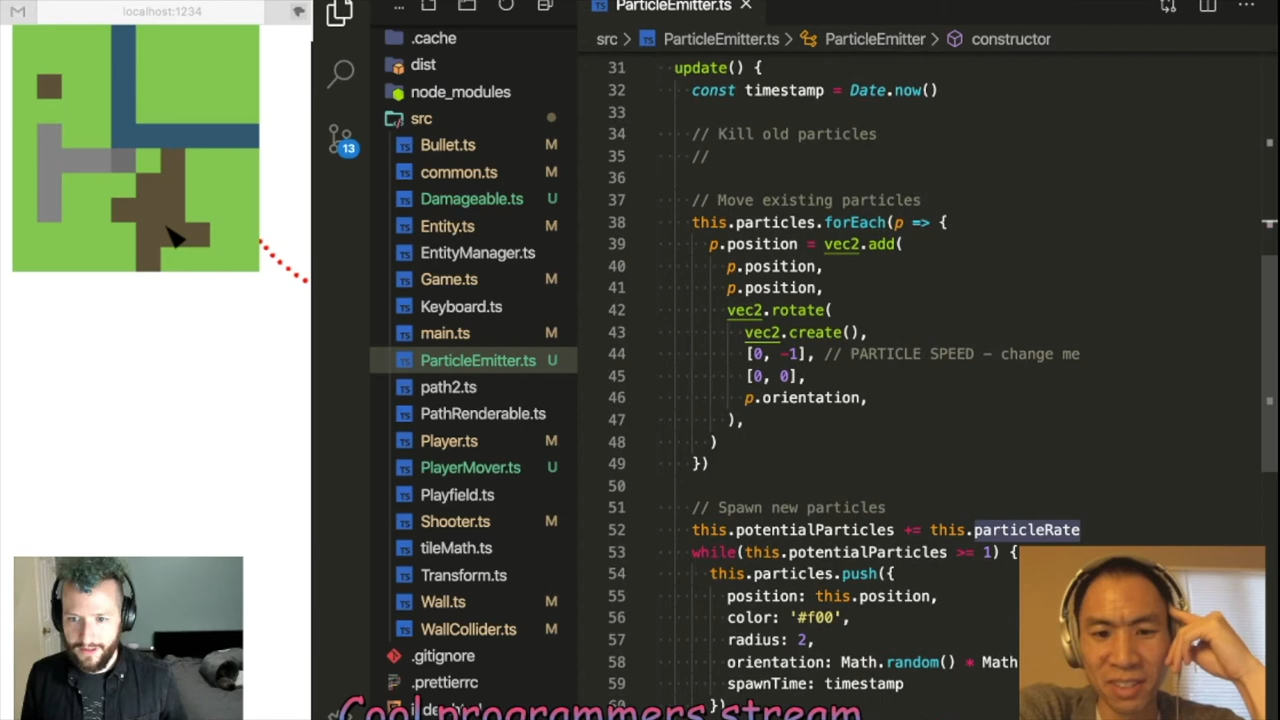 localhost:1234
ParticleEmitter.ts
src > ParticleEmitter.ts > ParticleEmitter > constructor
.cache
dist
node_modules
src
Bullet.ts M
common.ts M
Damageable.ts U
Entity.ts M
EntityManager.ts
Game.ts M
Keyboard.ts
main.ts M
ParticleEmitter.ts U
path2.ts
PathRenderable.ts
Player.ts M
PlayerMover.ts U
Playfield.ts
Shooter.ts M
tileMath.ts
Transform.ts
Wall.ts M
WallCollider.ts M
.gitignore
.prettierrc
13
31 update() {
32 const timestamp = Date.now()
33
34 // Kill old particles
35 //
36
37 // Move existing particles
38 this.particles.forEach(p => {
39 p.position = vec2.add(
40 p.position,
41 p.position,
42 vec2.rotate(
43 vec2.create(),
44 [0, -1], // PARTICLE SPEED - change me
45 [0, 0],
46 p.orientation,
47 ),
48 )
49 })
50
51 // Spawn new particles
52 this.potentialParticles += this.particleRate
53 while(this.potentialParticles >= 1) {
54 this.particles.push({
55 position: this.position,
56 color: '#f00',
57 radius: 2,
58 orientation: Math.random() * Math
59 spawnTime: timestamp
})
Cool programmers stream